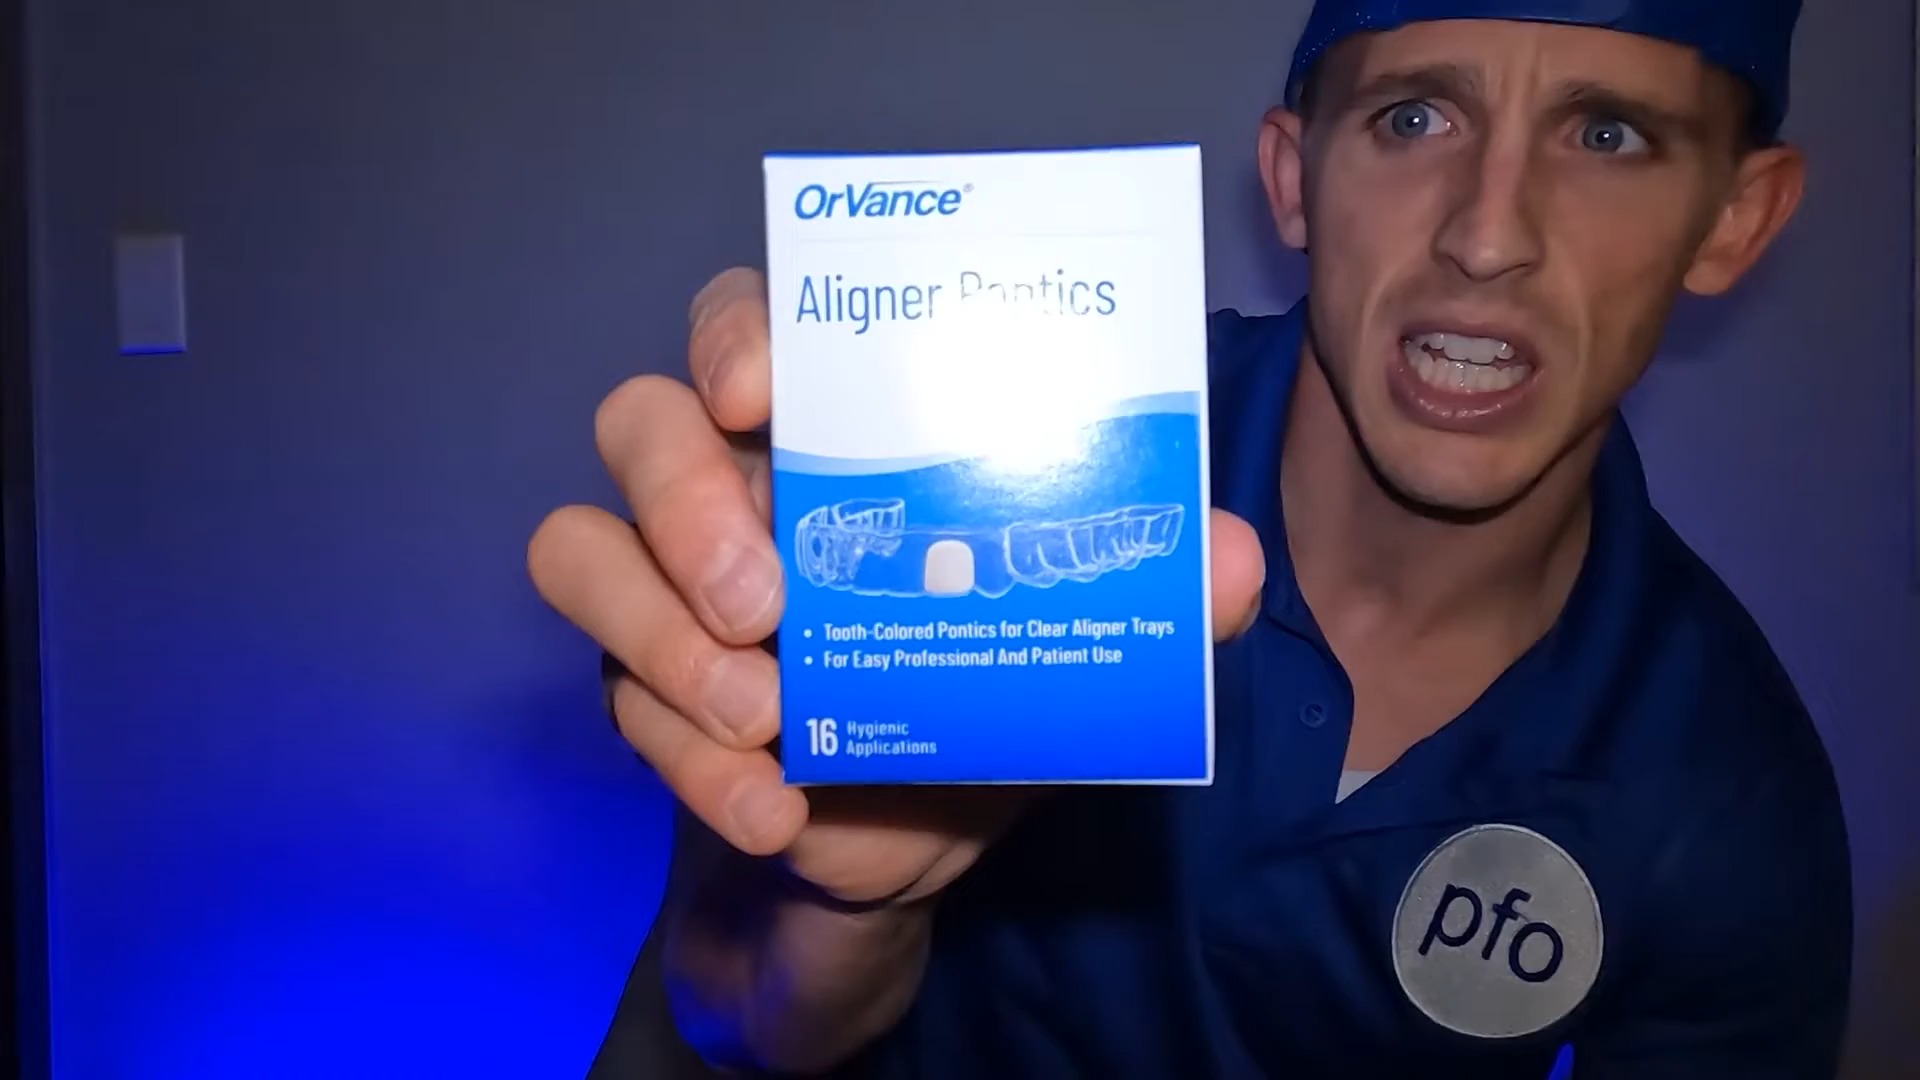 OrVance®
Aligner Pontics
• Tooth-Colored Pontics for Clear Aligner Trays
• For Easy Professional And Patient Use
16 Hygienic
Applications
pfo